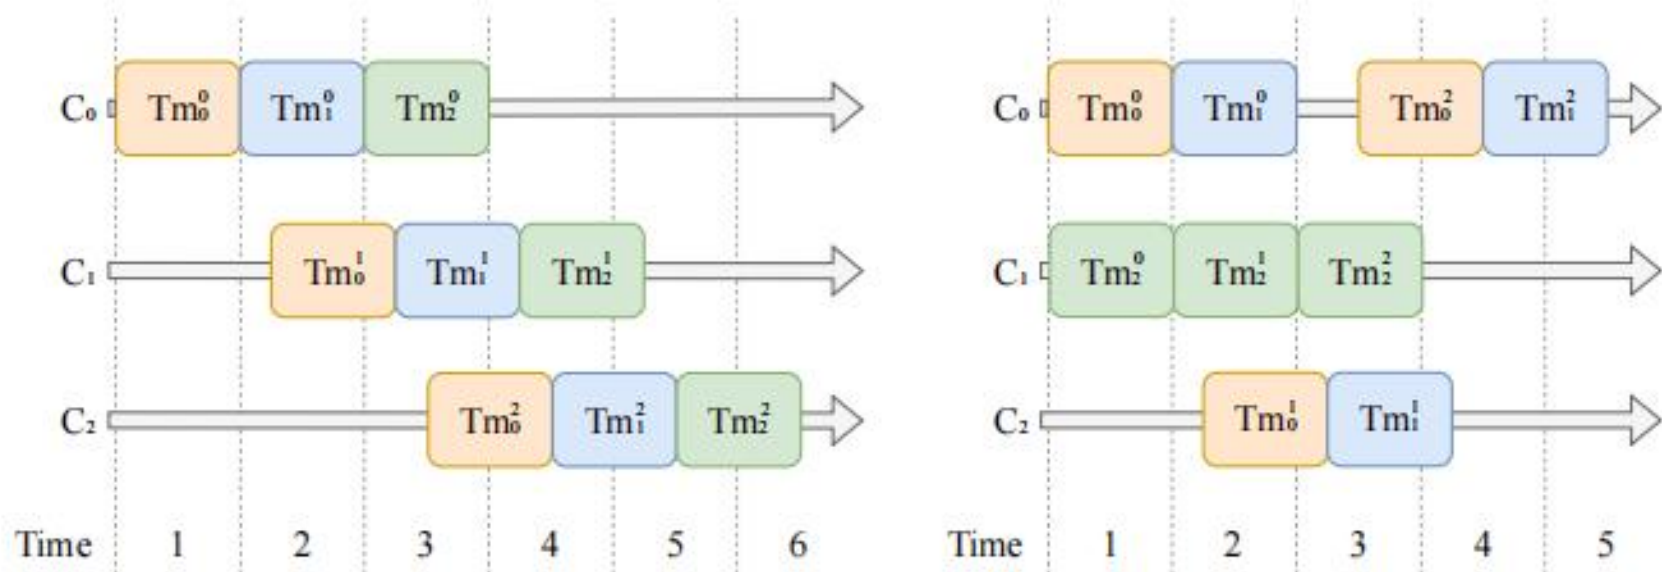 C₀ Tm₀⁰ Tm₁⁰ Tm₂⁰
C₁ Tm₀¹ Tm₁¹ Tm₂¹
C₂ Tm₀² Tm₁² Tm₂²
Time 1 2 3 4 5 6
C₀ Tm₀⁰ Tm₁⁰ Tm₀² Tm₁²
C₁ Tm₂⁰ Tm₂¹ Tm₂²
C₂ Tm₀¹ Tm₁¹
Time 1 2 3 4 5